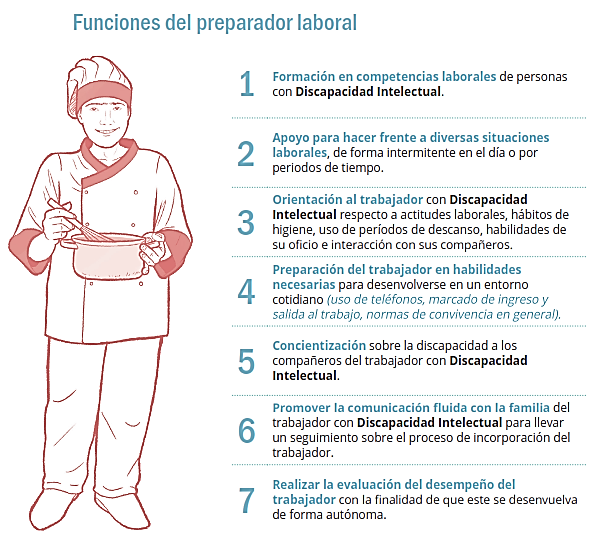 Funciones del preparador laboral
1
Formación en competencias laborales de personas
con Discapacidad Intelectual.
2
Apoyo para hacer frente a diversas situaciones
laborales, de forma intermitente en el día o por
periodos de tiempo.
3
Orientación al trabajador con Discapacidad
Intelectual respecto a actitudes laborales, hábitos de
higiene, uso de períodos de descanso, habilidades de
su oficio e interacción con sus compañeros.
4
Preparación del trabajador en habilidades
necesarias para desenvolverse en un entorno
cotidiano (uso de teléfonos, marcado de ingreso y
salida al trabajo, normas de convivencia en general).
5
Concientización sobre la discapacidad a los
compañeros del trabajador con Discapacidad
Intelectual.
6
Promover la comunicación fluida con la familia del
trabajador con Discapacidad Intelectual para llevar
un seguimiento sobre el proceso de incorporación del
trabajador.
7
Realizar la evaluación del desempeño del
trabajador con la finalidad de que este se desenvuelva
de forma autónoma.